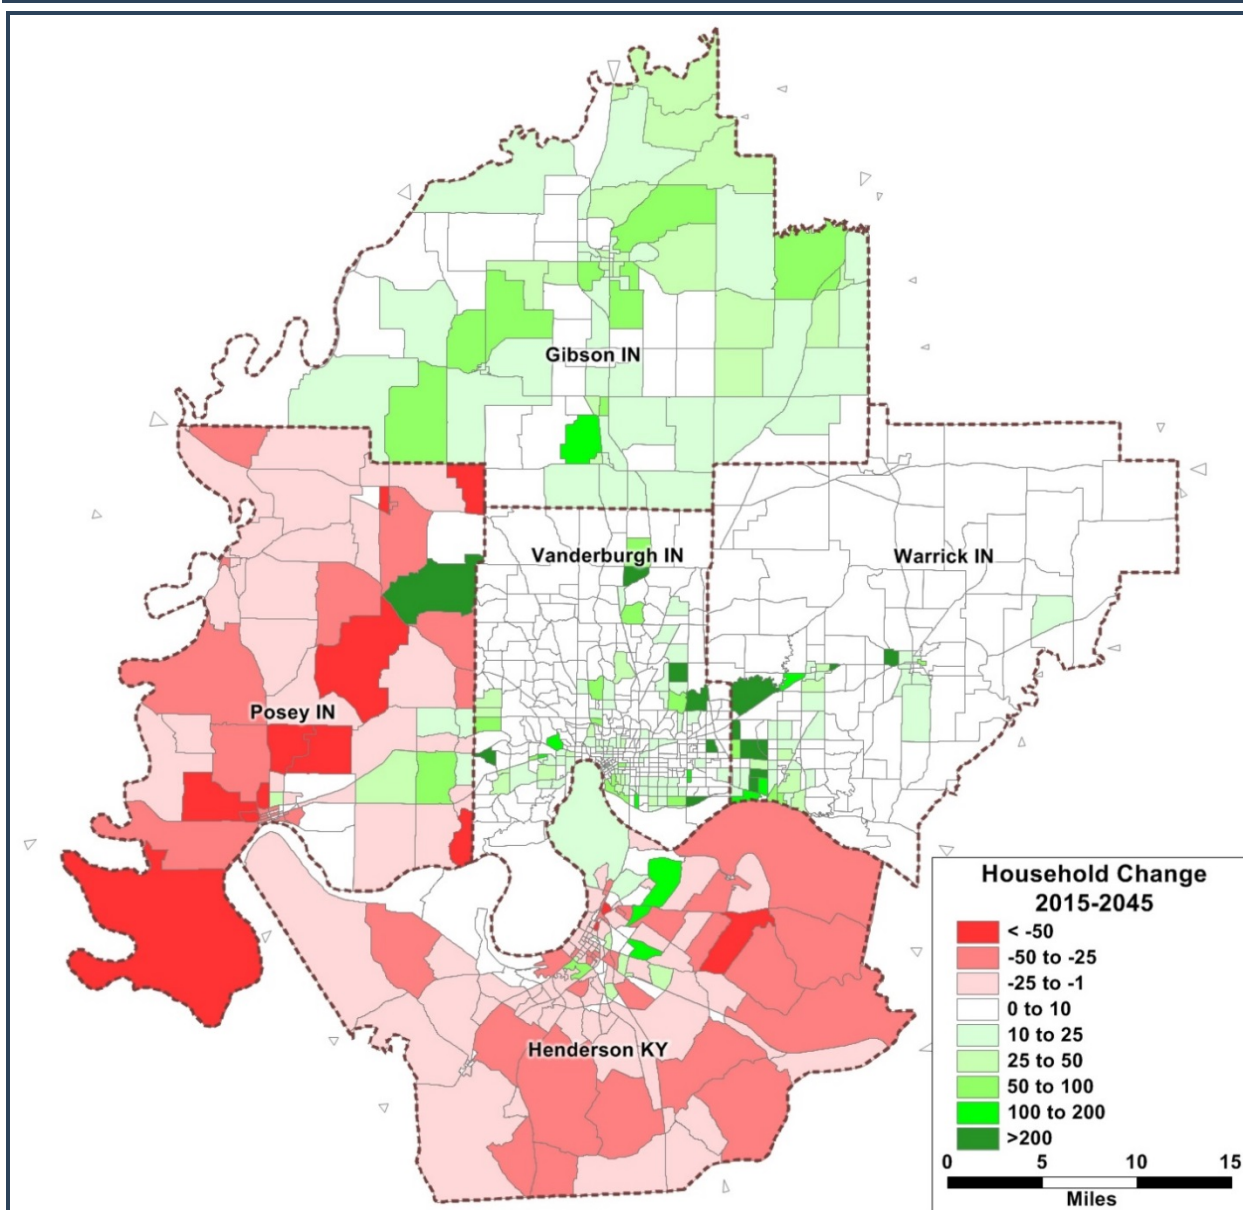 Gibson IN
Vanderburgh IN
Warrick IN
Posey IN
Henderson KY
Household Change
2015-2045
< -50
-50 to -25
-25 to -1
0 to 10
10 to 25
25 to 50
50 to 100
100 to 200
>200
0 5 10 15
Miles